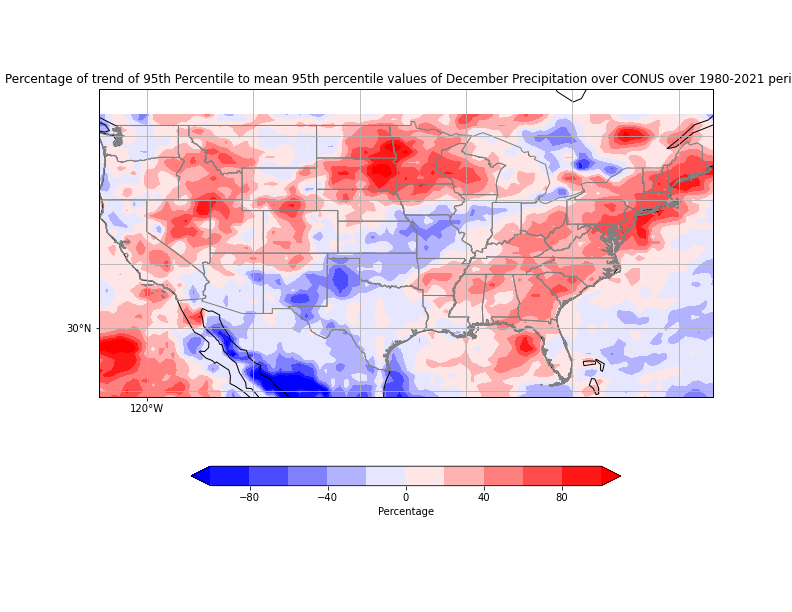 Percentage of trend of 95th Percentile to mean 95th percentile values of December Precipitation over CONUS over 1980-2021 peri
30°N
120°W
−80 −40 0 40 80
Percentage